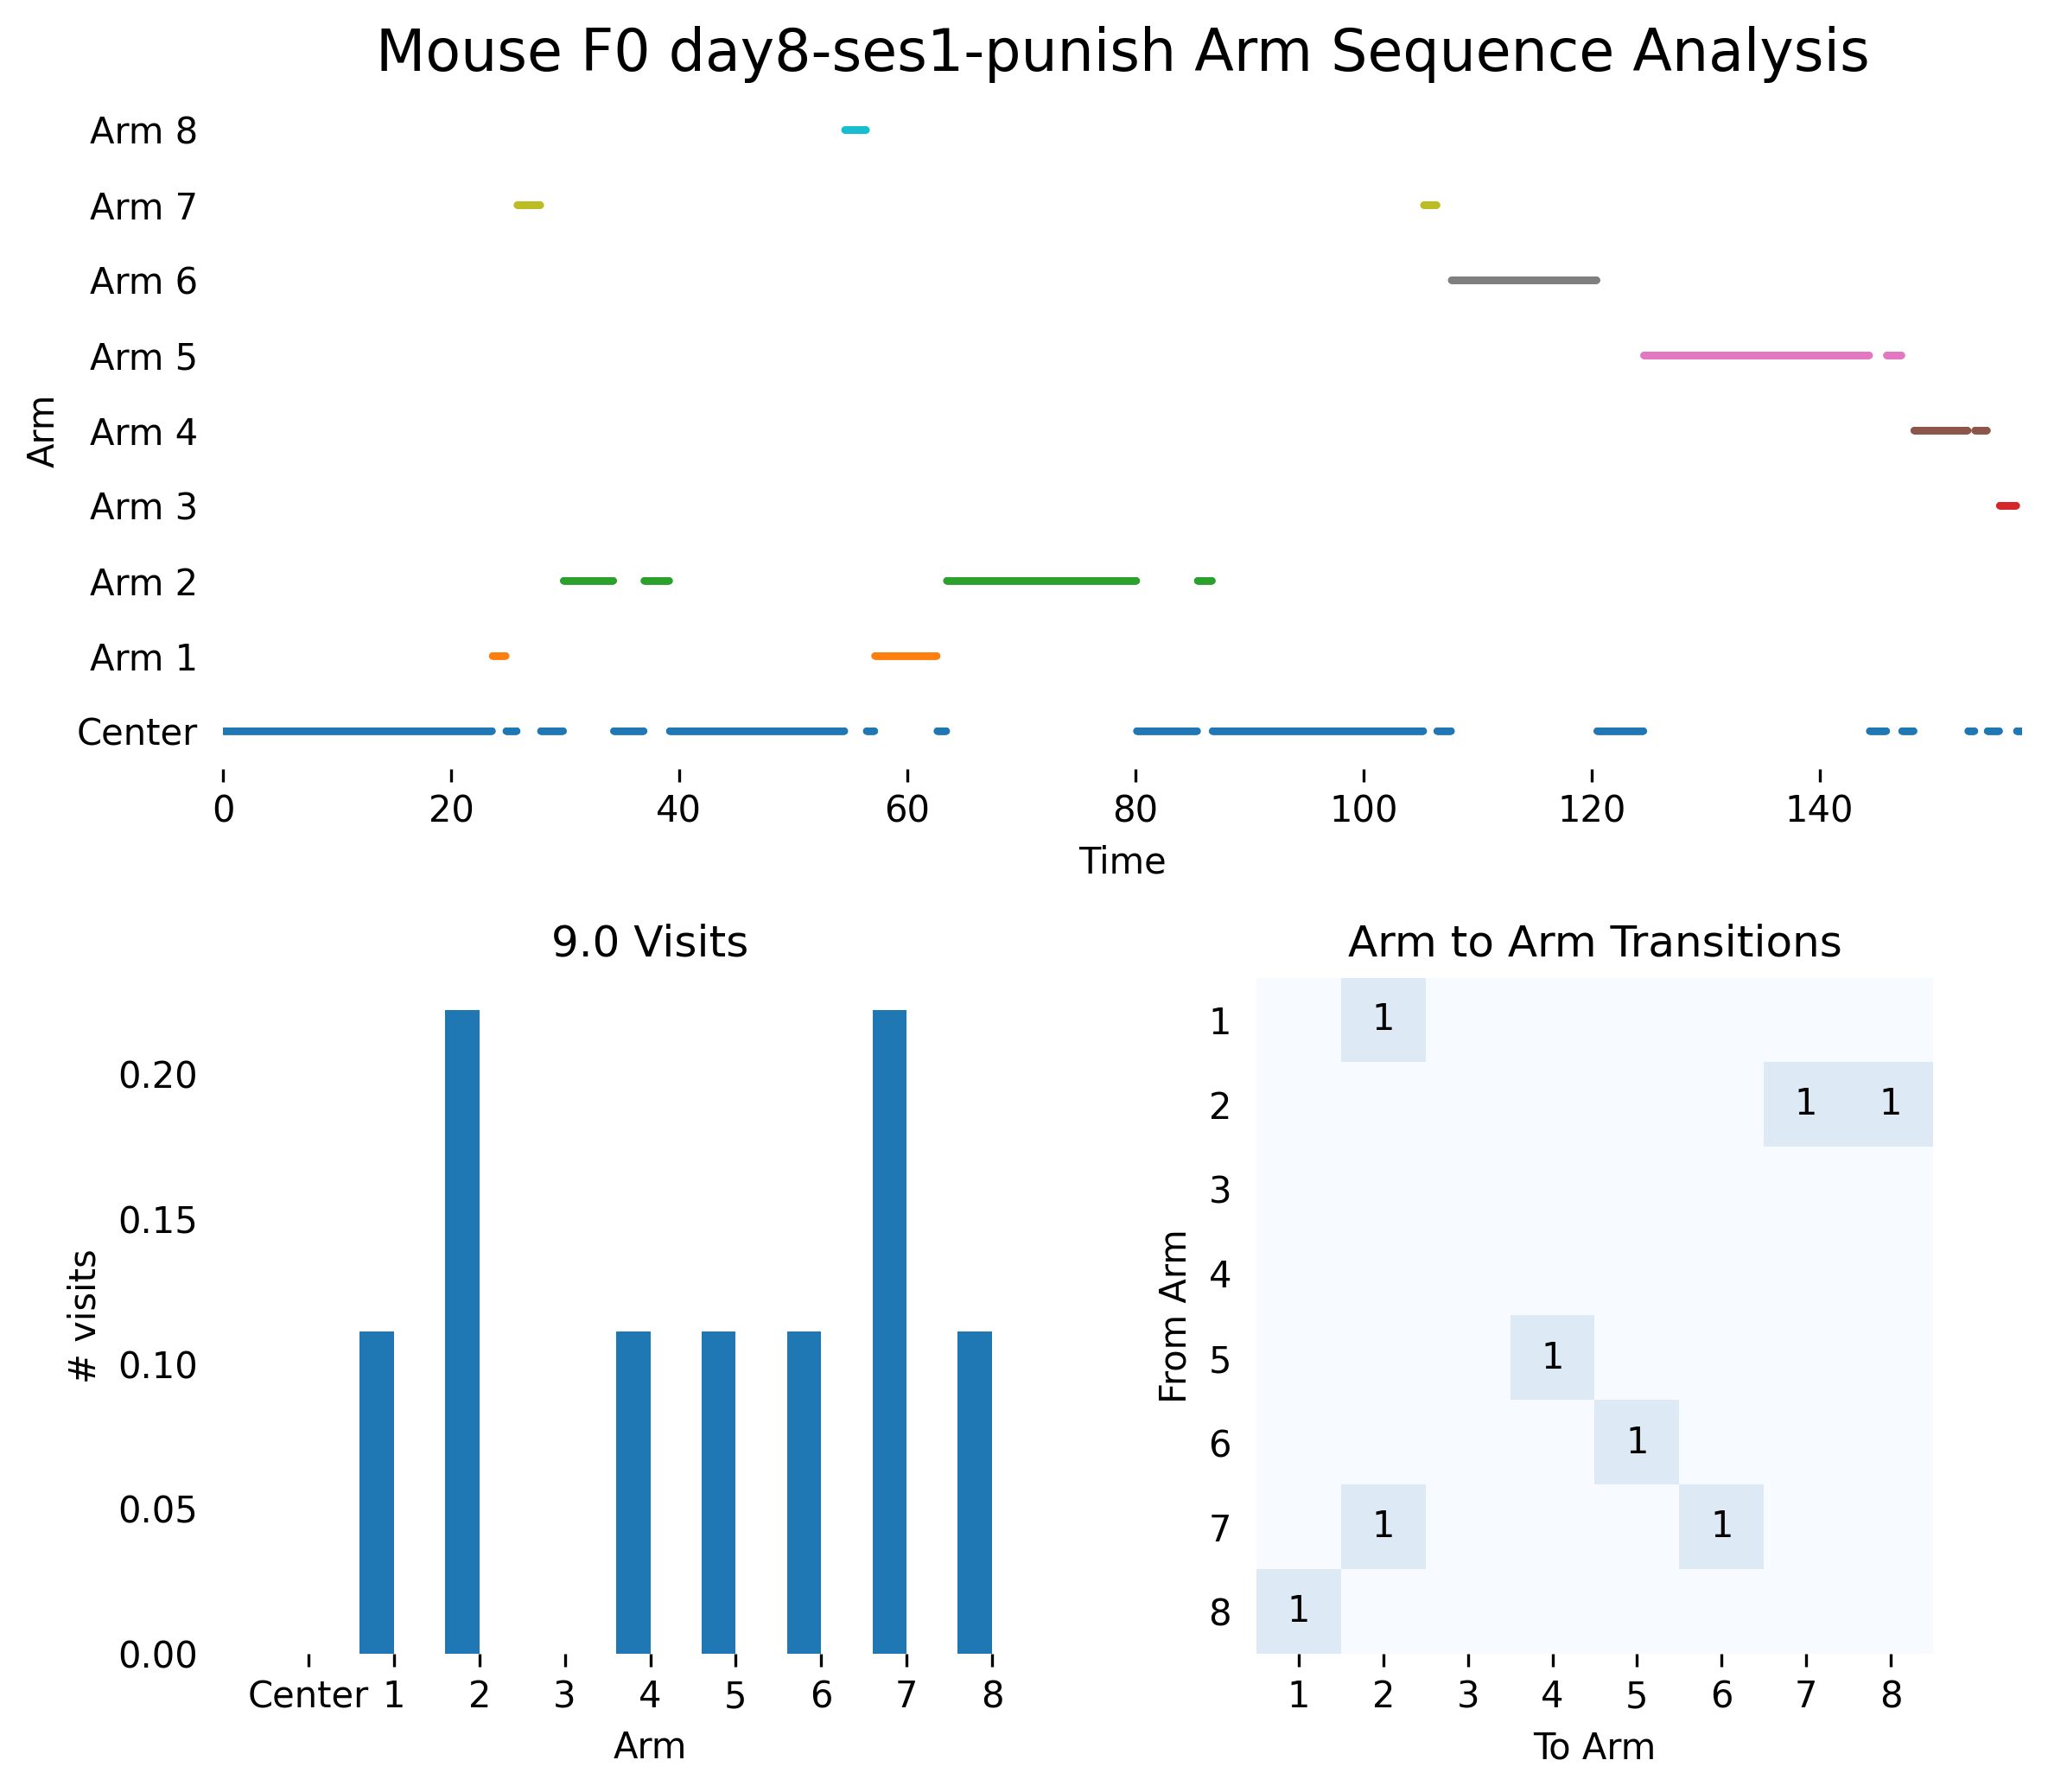 Mouse F0 day8-ses1-punish Arm Sequence Analysis
Arm 8
Arm 7
Arm 6
Arm 5
Arm 4
Arm 3
Arm 2
Arm 1
Center
Arm
0 20 40 60 80 100 120 140
Time
9.0 Visits
0.20
0.15
0.10
0.05
0.00
# visits
Center 1 2 3 4 5 6 7 8
Arm
Arm to Arm Transitions
1 1
2 1 1
3
4
5 1
6 1
7 1 1
8 1
From Arm
1 2 3 4 5 6 7 8
To Arm